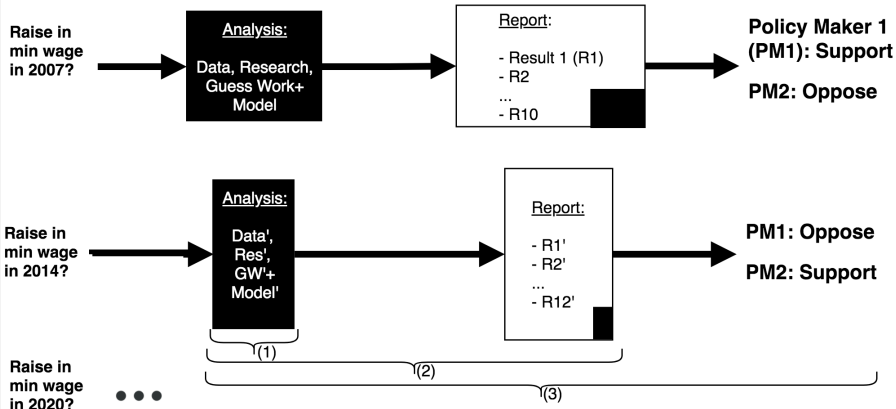 Raise in
min wage
in 2007?
Analysis:
Data, Research,
Guess Work+
Model
Report:
- Result 1 (R1)
- R2
...
- R10
Policy Maker 1
(PM1): Support
PM2: Oppose
Raise in
min wage
in 2014?
Analysis:
Data',
Res',
GW'+
Model'
Report:
- R1'
- R2'
...
- R12'
PM1: Oppose
PM2: Support
(1)
(2)
(3)
Raise in
min wage
in 2020?